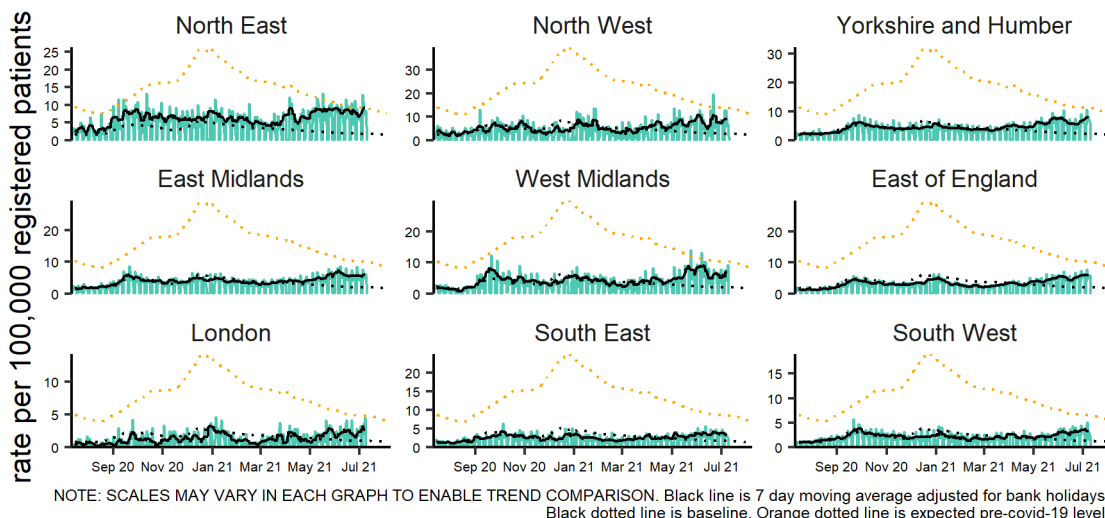 rate per 100,000 registered patients
North East
North West
Yorkshire and Humber
25
20
15
10
5
0
30
20
10
0
30
20
10
0
East Midlands
West Midlands
East of England
20
10
0
20
10
0
20
10
0
London
South East
South West
10
5
0
20
15
10
5
0
15
10
5
0
Sep 20 Nov 20 Jan 21 Mar 21 May 21 Jul 21
Sep 20 Nov 20 Jan 21 Mar 21 May 21 Jul 21
Sep 20 Nov 20 Jan 21 Mar 21 May 21 Jul 21
NOTE: SCALES MAY VARY IN EACH GRAPH TO ENABLE TREND COMPARISON. Black line is 7 day moving average adjusted for bank holidays
Black dotted line is baseline. Orange dotted line is expected pre-covid-19 level